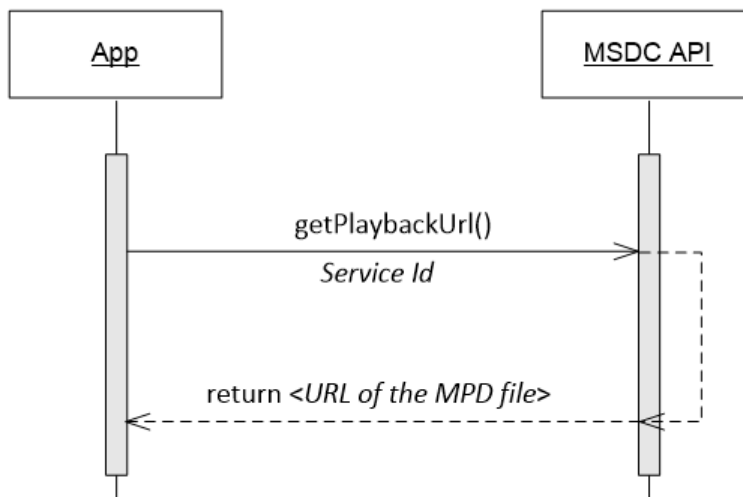 App
MSDC API
getPlaybackUrl()
Service Id
return <URL of the MPD file>